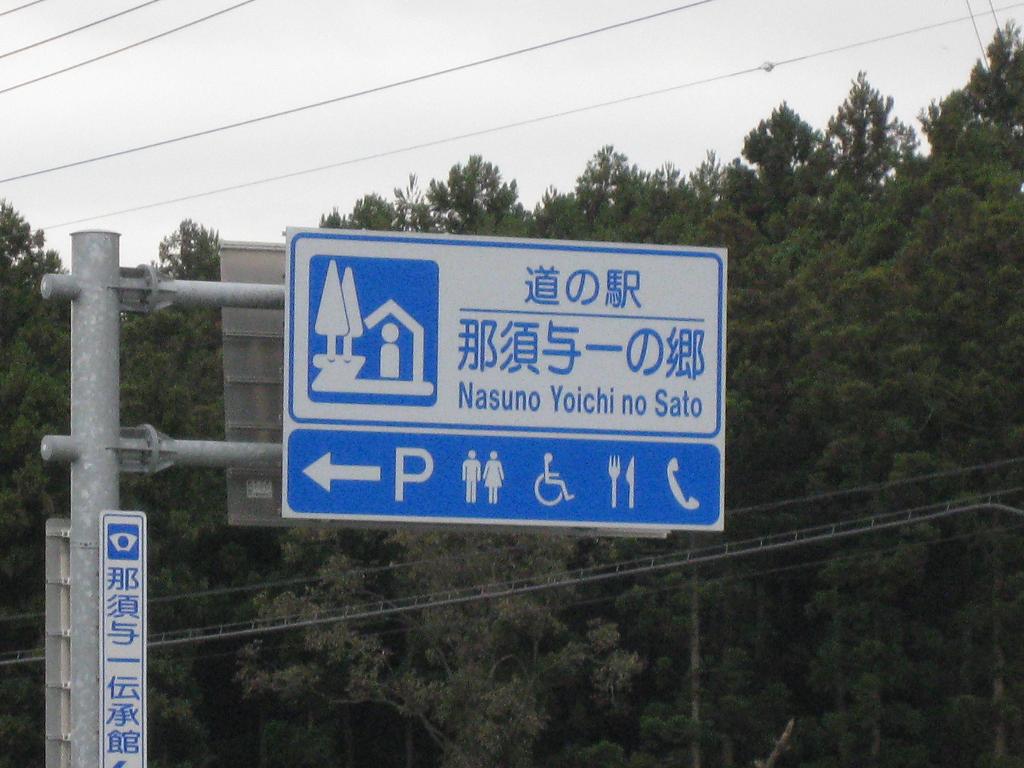 道の駅
那須与一の郷
Nasuno Yoichi no Sato
P
那須与一伝承館